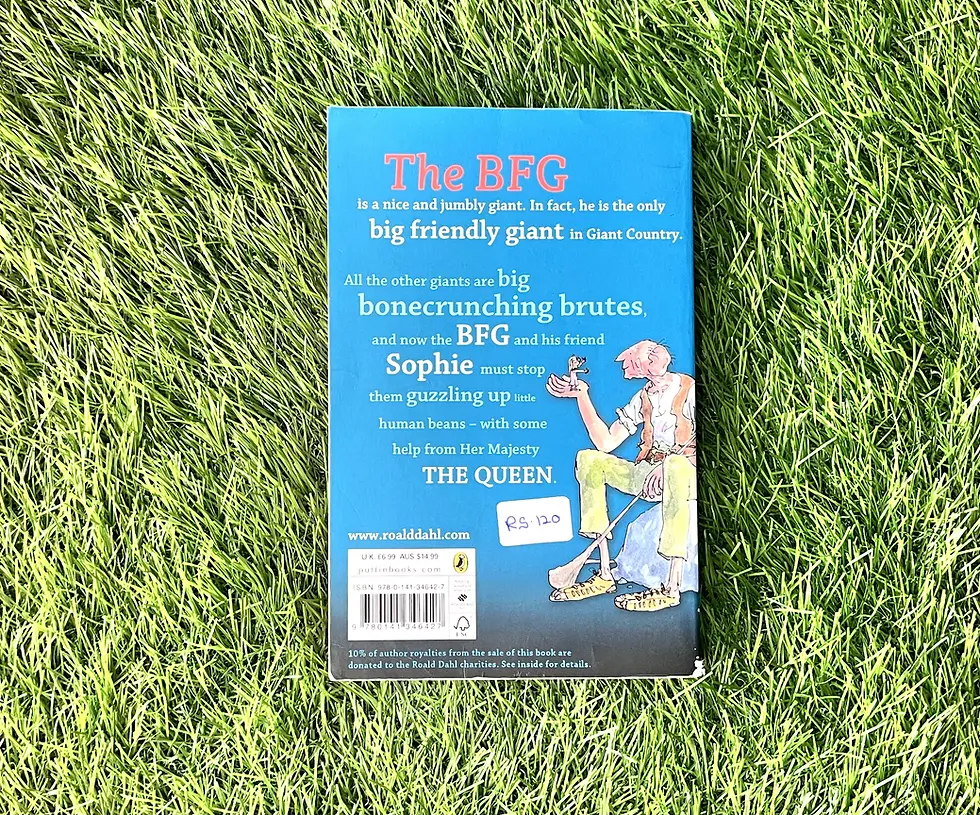 The BFG
is a nice and jumbly giant. In fact, he is the only
big friendly giant in Giant Country.
All the other giants are big
bonecrunching brutes,
and now the BFG and his friend
Sophie must stop
them guzzling up little
human beans – with some
help from Her Majesty
THE QUEEN.
RS. 120
www.roalddahl.com
U.K. £6.99 AUS $14.99
puffinbooks.com
ISBN 978-0-141-34642-7
9 780141 346427
FSC
10% of author royalties from the sale of this book are
donated to the Roald Dahl charities. See inside for details.